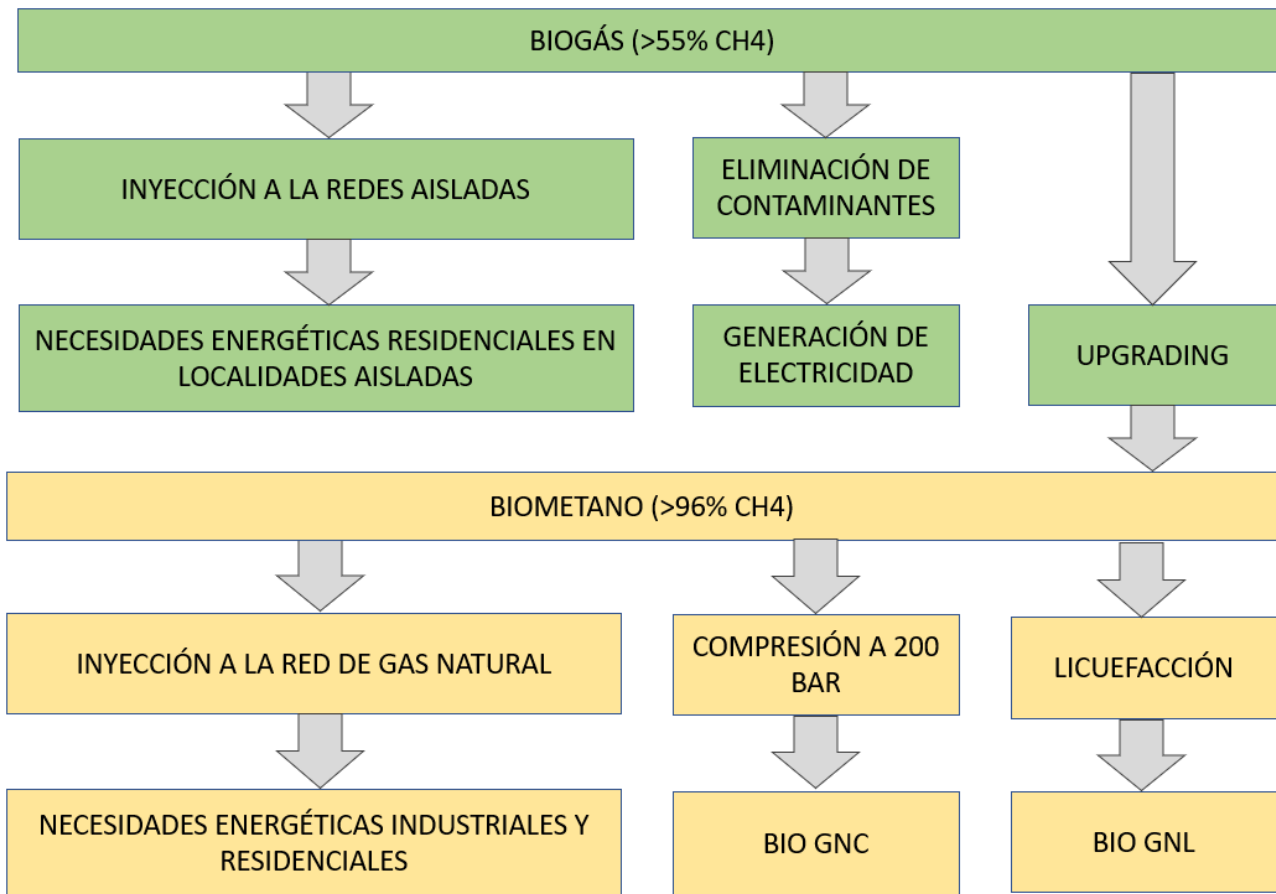 BIOGÁS (>55% CH4)
INYECCIÓN A LA REDES AISLADAS
ELIMINACIÓN DE
CONTAMINANTES
NECESIDADES ENERGÉTICAS RESIDENCIALES EN
LOCALIDADES AISLADAS
GENERACIÓN DE
ELECTRICIDAD
UPGRADING
BIOMETANO (>96% CH4)
INYECCIÓN A LA RED DE GAS NATURAL
COMPRESIÓN A 200
BAR
LICUEFACCIÓN
NECESIDADES ENERGÉTICAS INDUSTRIALES Y
RESIDENCIALES
BIO GNC
BIO GNL